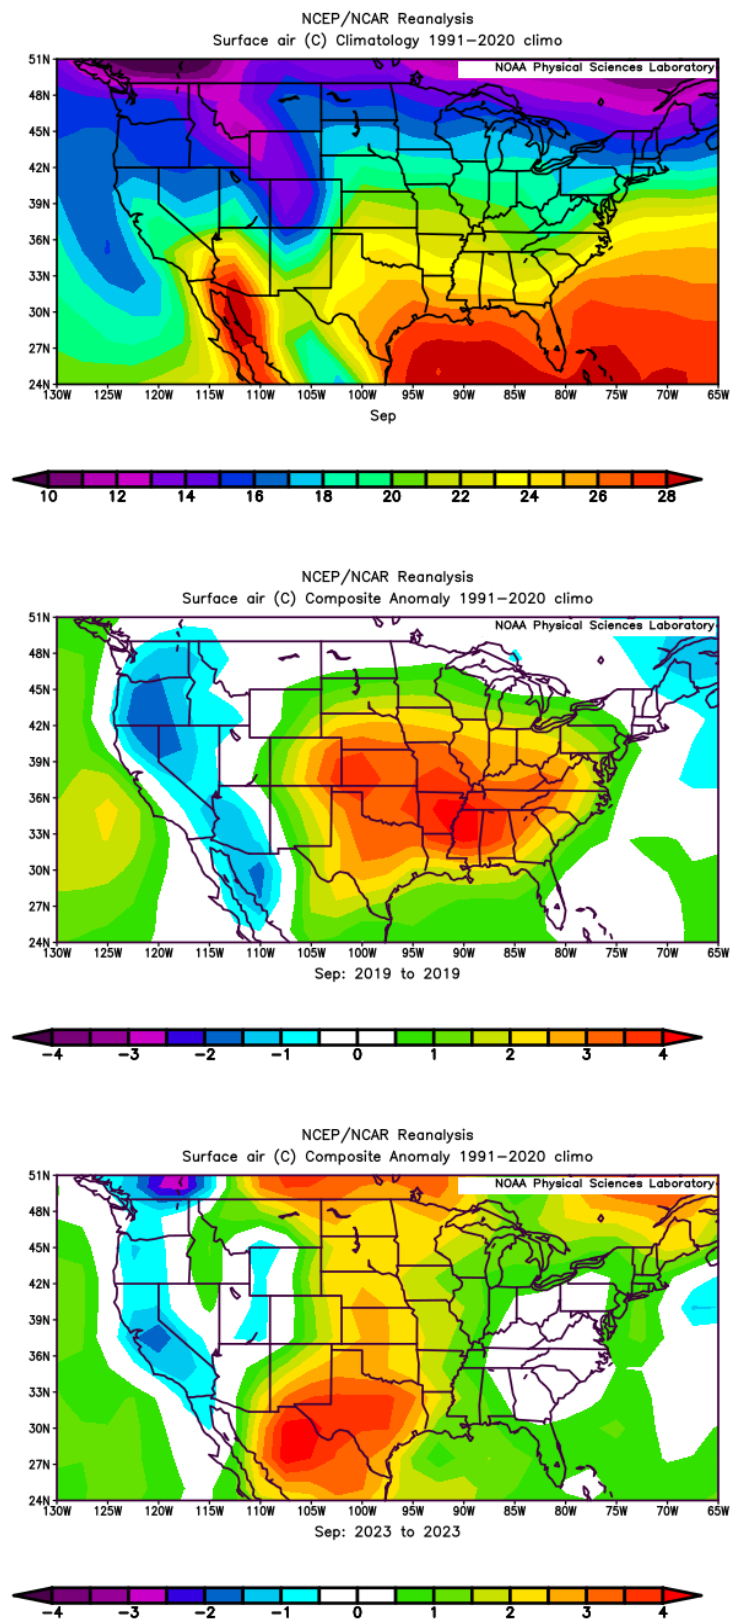 NCEP/NCAR Reanalysis
Surface air (C) Climatology 1991-2020 climo
NOAA Physical Sciences Laboratory
51N
48N
45N
42N
39N
36N
33N
30N
27N
24N
130W 125W 120W 115W 110W 105W 100W 95W 90W 85W 80W 75W 70W 65W
Sep
10 12 14 16 18 20 22 24 26 28
NCEP/NCAR Reanalysis
Surface air (C) Composite Anomaly 1991-2020 climo
NOAA Physical Sciences Laboratory
51N
48N
45N
42N
39N
36N
33N
30N
27N
24N
130W 125W 120W 115W 110W 105W 100W 95W 90W 85W 80W 75W 70W 65W
Sep: 2019 to 2019
-4 -3 -2 -1 0 1 2 3 4
NCEP/NCAR Reanalysis
Surface air (C) Composite Anomaly 1991-2020 climo
NOAA Physical Sciences Laboratory
51N
48N
45N
42N
39N
36N
33N
30N
27N
24N
130W 125W 120W 115W 110W 105W 100W 95W 90W 85W 80W 75W 70W 65W
Sep: 2023 to 2023
-4 -3 -2 -1 0 1 2 3 4